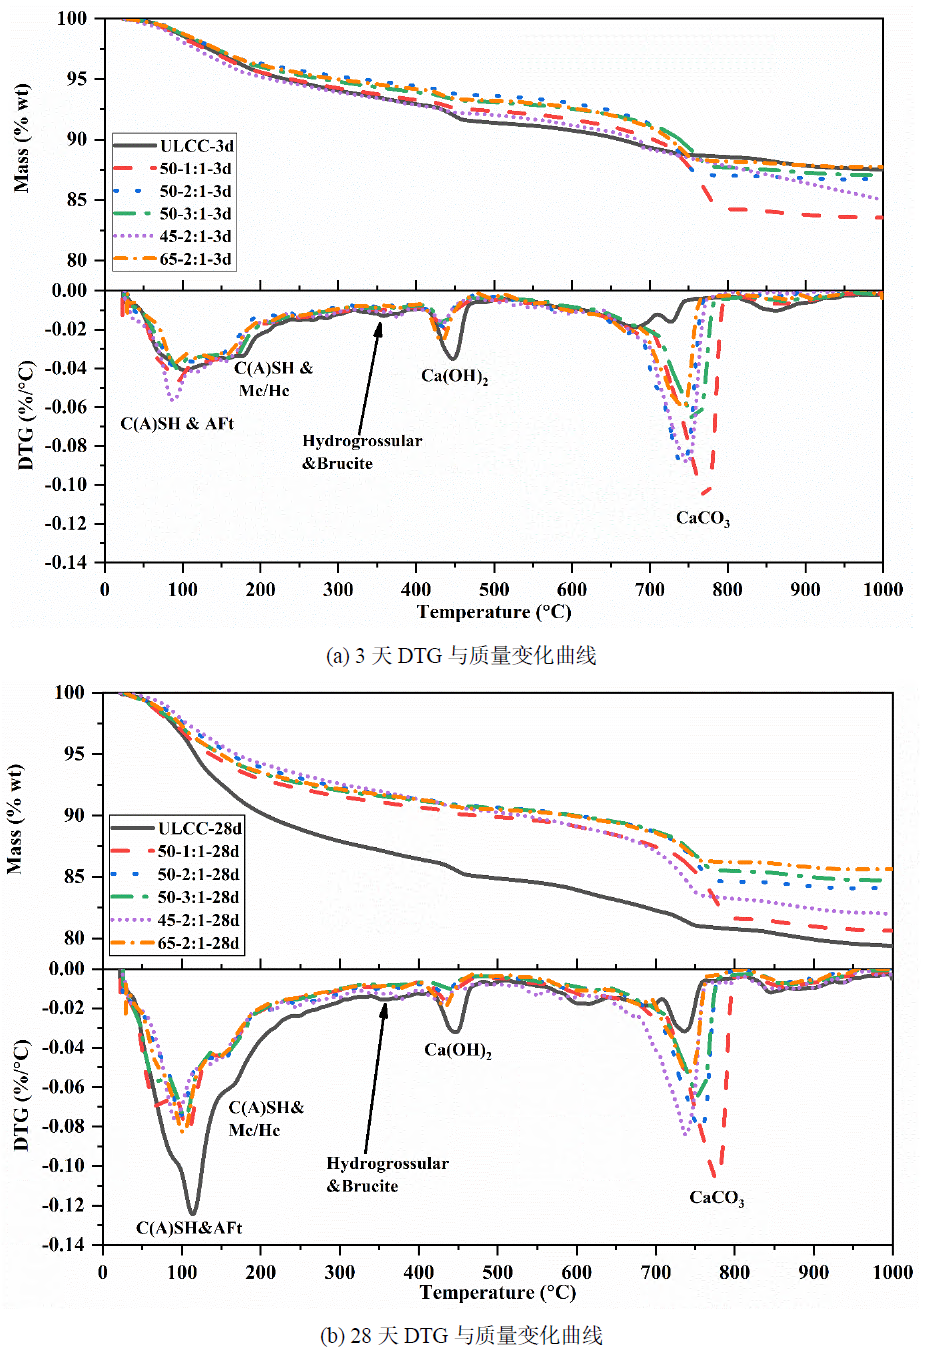 100
95
90
85
80
Mass (% wt)
ULCC-3d
50-1:1-3d
50-2:1-3d
50-3:1-3d
45-2:1-3d
65-2:1-3d
0.00
-0.02
-0.04
-0.06
-0.08
-0.10
-0.12
-0.14
DTG (%/°C)
C(A)SH & AFt
C(A)SH &
Mc/Hc
Hydrogrossular
&Brucite
Ca(OH)₂
CaCO₃
0 100 200 300 400 500 600 700 800 900 1000
Temperature (°C)
(a) 3 天 DTG 与质量变化曲线
100
95
90
85
80
Mass (% wt)
ULCC-28d
50-1:1-28d
50-2:1-28d
50-3:1-28d
45-2:1-28d
65-2:1-28d
0.00
-0.02
-0.04
-0.06
-0.08
-0.10
-0.12
-0.14
DTG (%/°C)
C(A)SH&AFt
C(A)SH&
Mc/Hc
Hydrogrossular
&Brucite
Ca(OH)₂
CaCO₃
0 100 200 300 400 500 600 700 800 900 1000
Temperature (°C)
(b) 28 天 DTG 与质量变化曲线